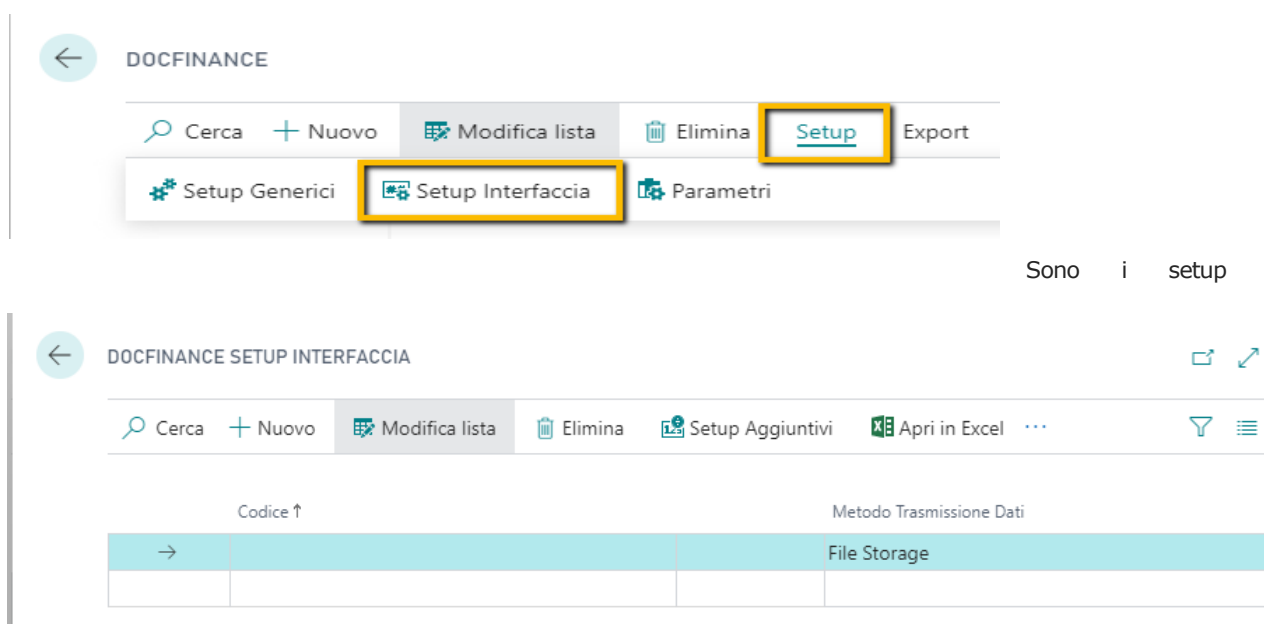 DOCFINANCE
Cerca Nuovo Modifica lista Elimina Setup Export
Setup Generici Setup Interfaccia Parametri
Sono i setup
DOCFINANCE SETUP INTERFACCIA
Cerca Nuovo Modifica lista Elimina Setup Aggiuntivi Apri in Excel ...
Codice ↑ Metodo Trasmissione Dati
File Storage